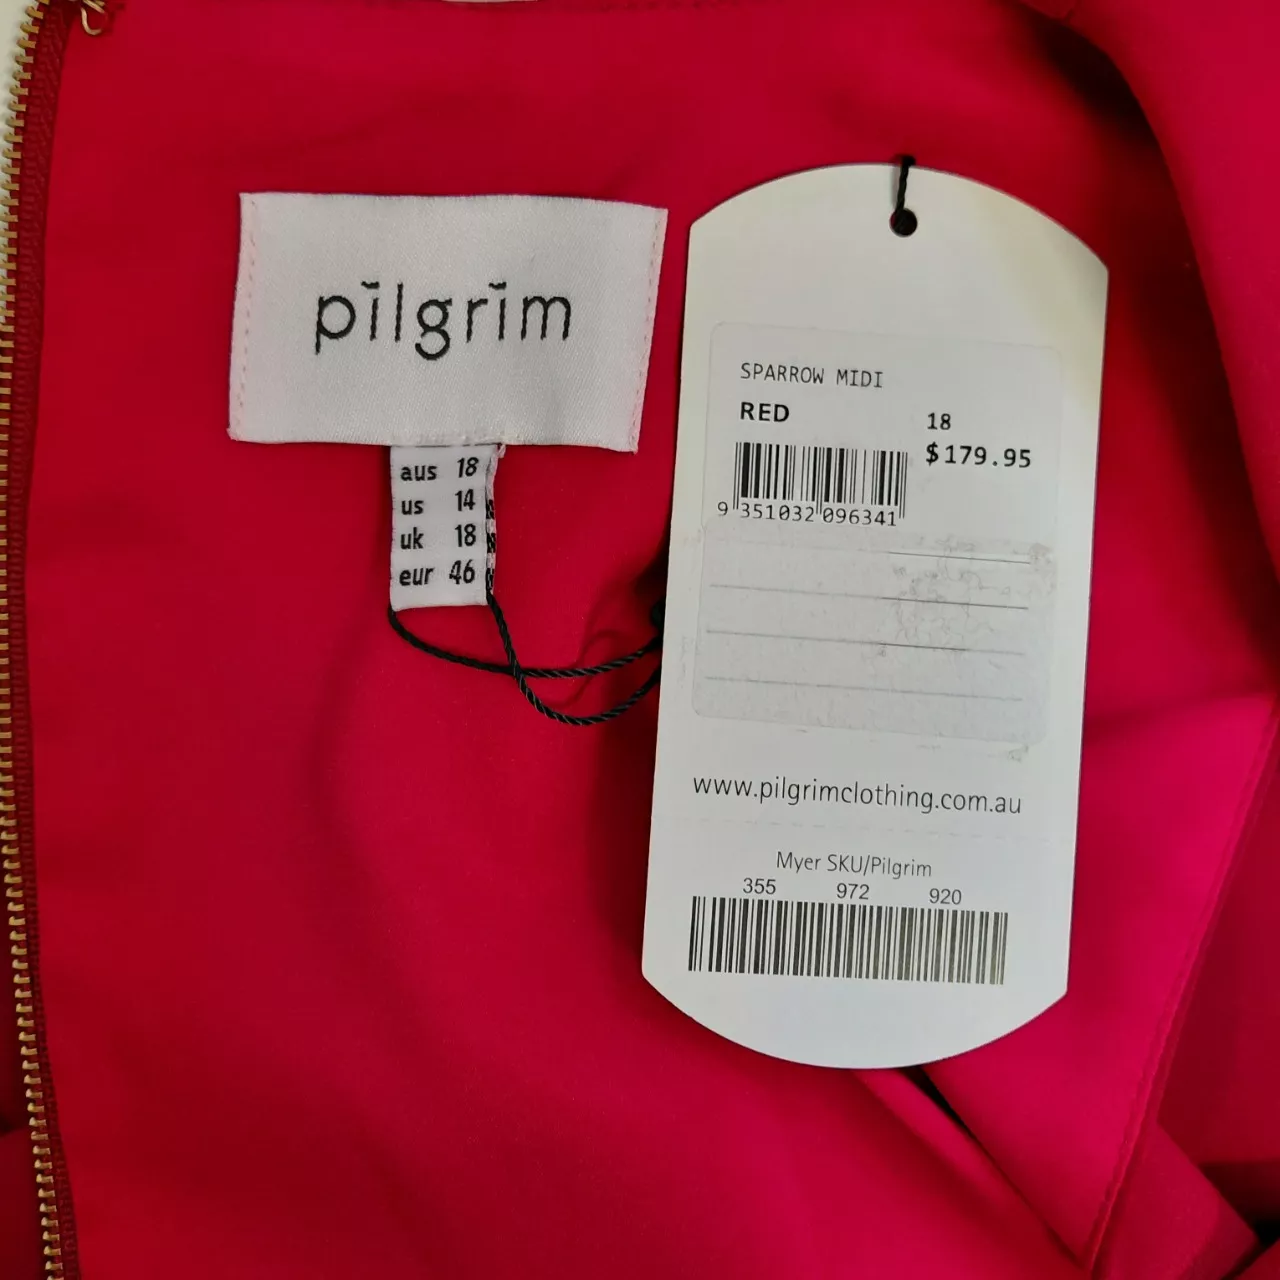 pilgrim
aus 18
us 14
uk 18
eur 46
SPARROW MIDI
RED 18
$179.95
9 351032 096341
www.pilgrimclothing.com.au
Myer SKU/Pilgrim
355 972 920